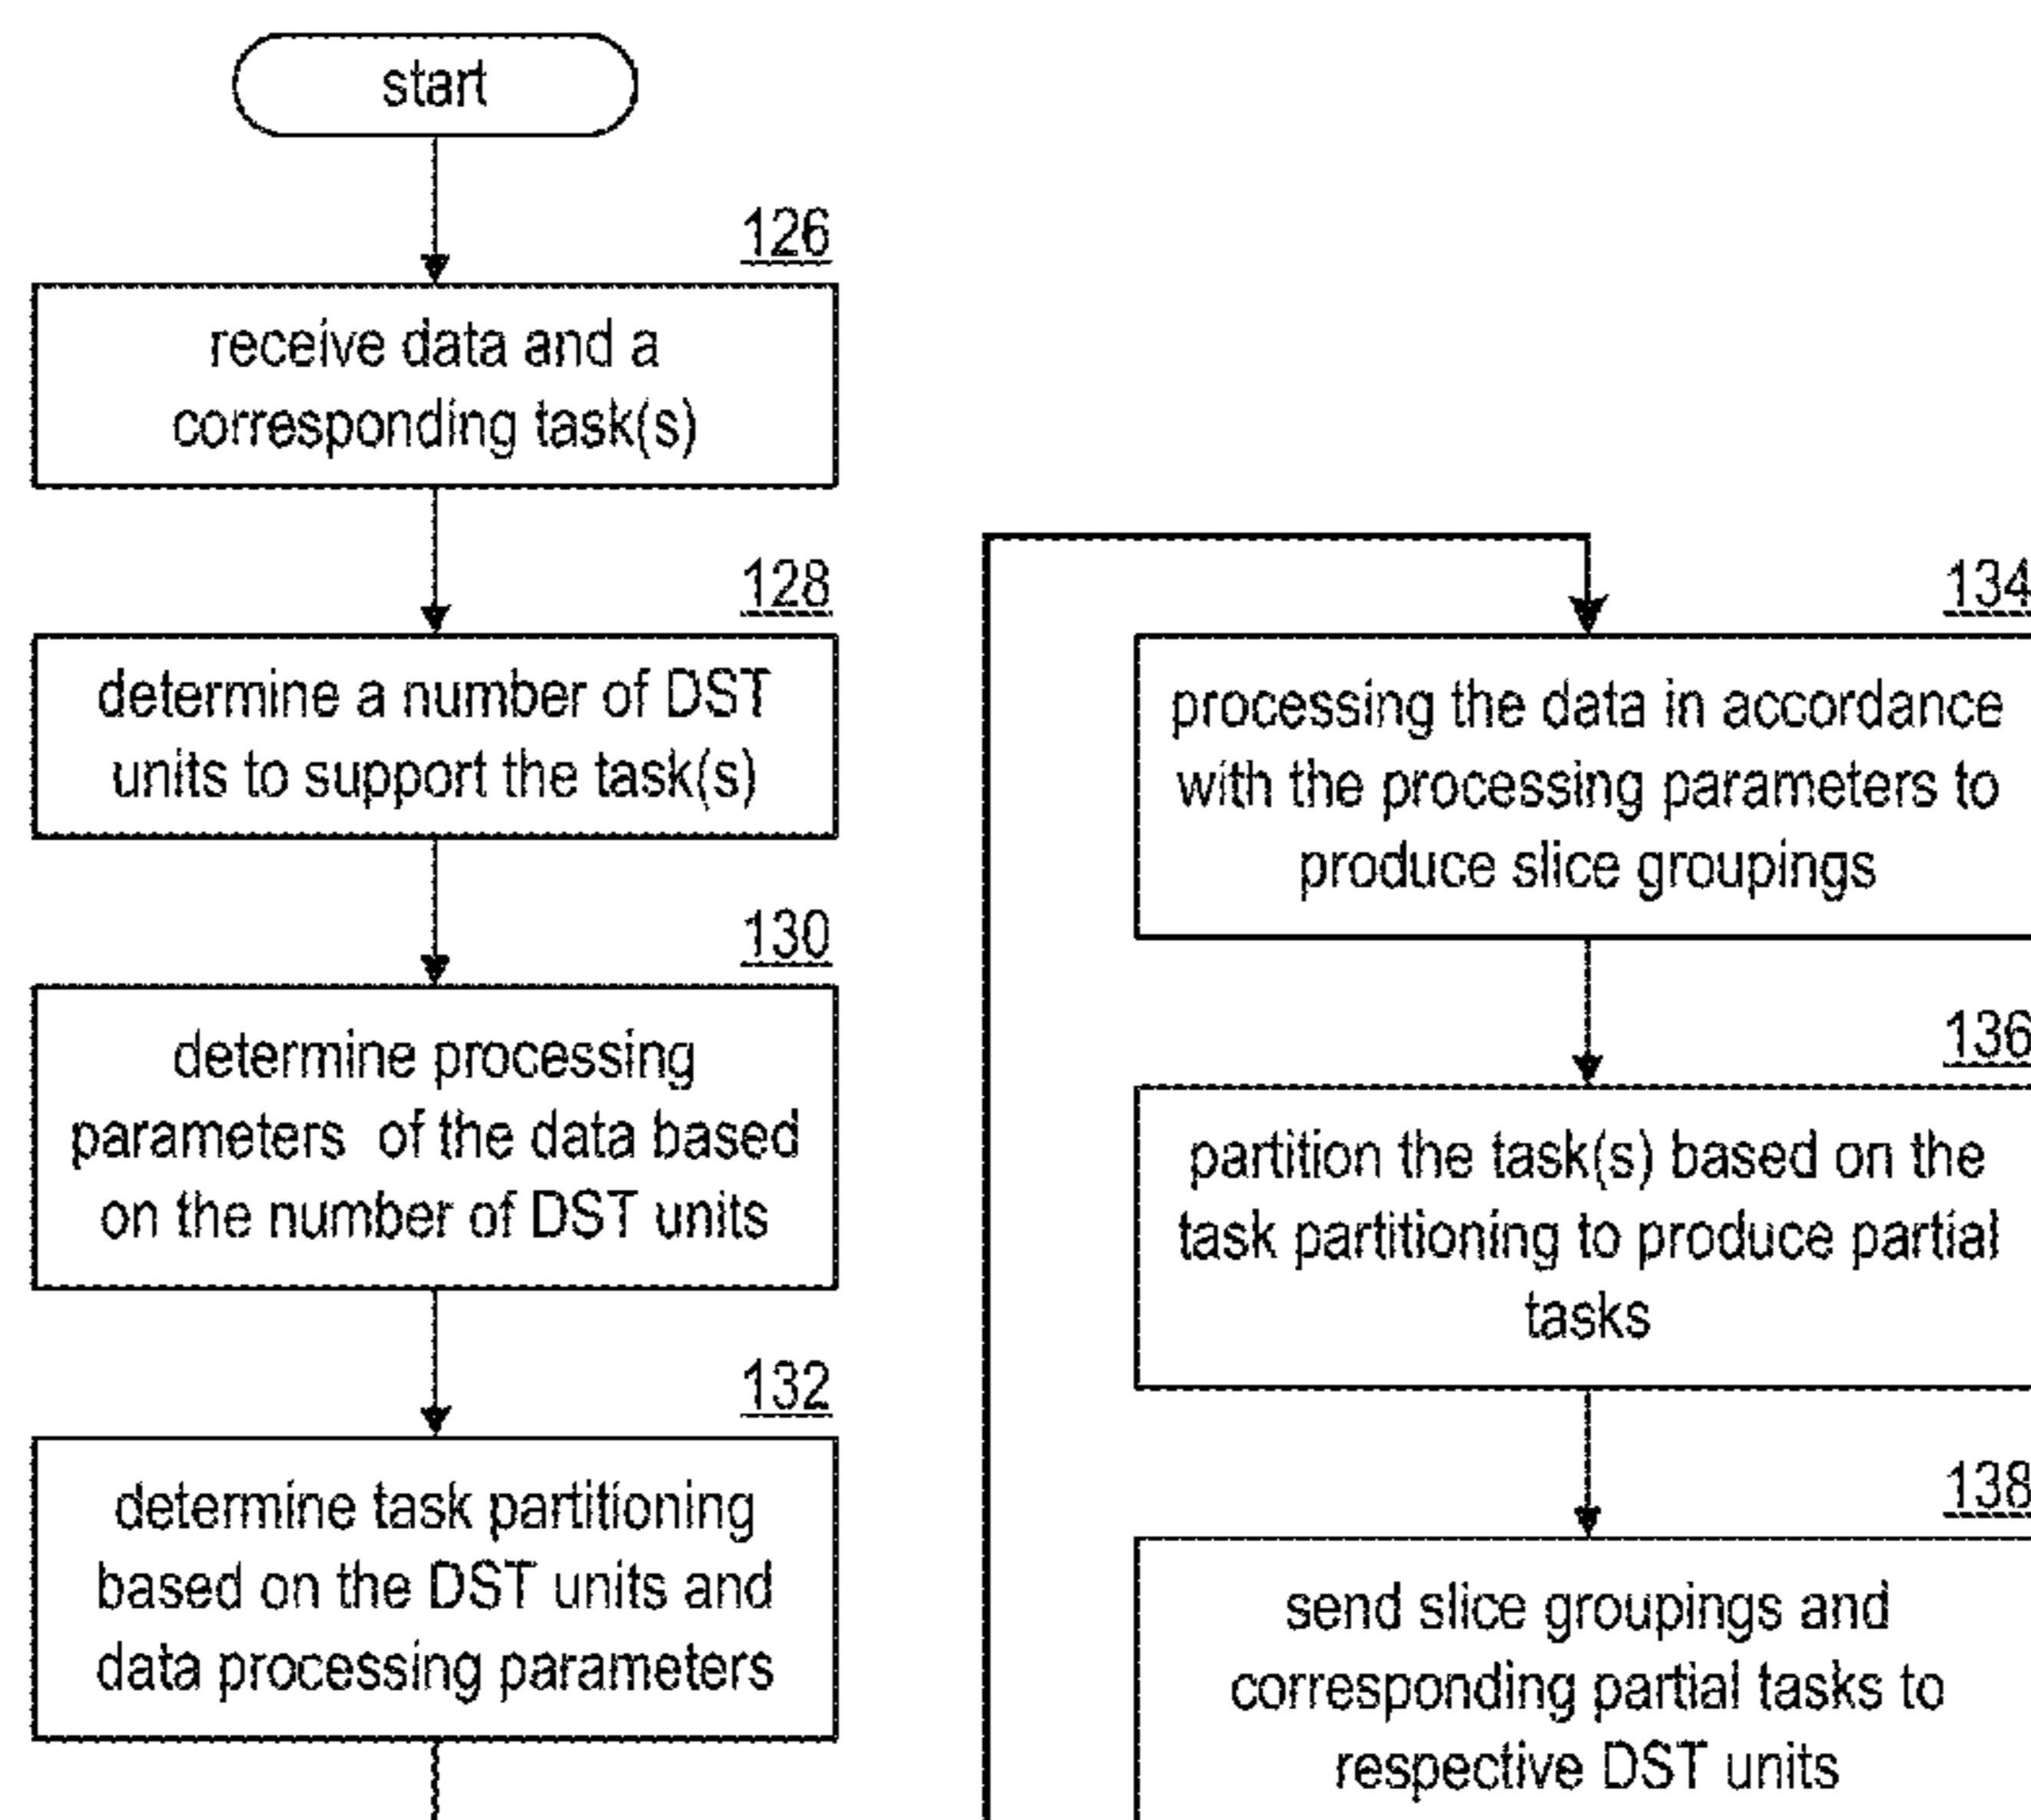 start
126
receive data and a
corresponding task(s)
128
determine a number of DST
units to support the task(s)
130
determine processing
parameters of the data based
on the number of DST units
132
determine task partitioning
based on the DST units and
data processing parameters
134
processing the data in accordance
with the processing parameters to
produce slice groupings
136
partition the task(s) based on the
task partitioning to produce partial
tasks
138
send slice groupings and
corresponding partial tasks to
respective DST units